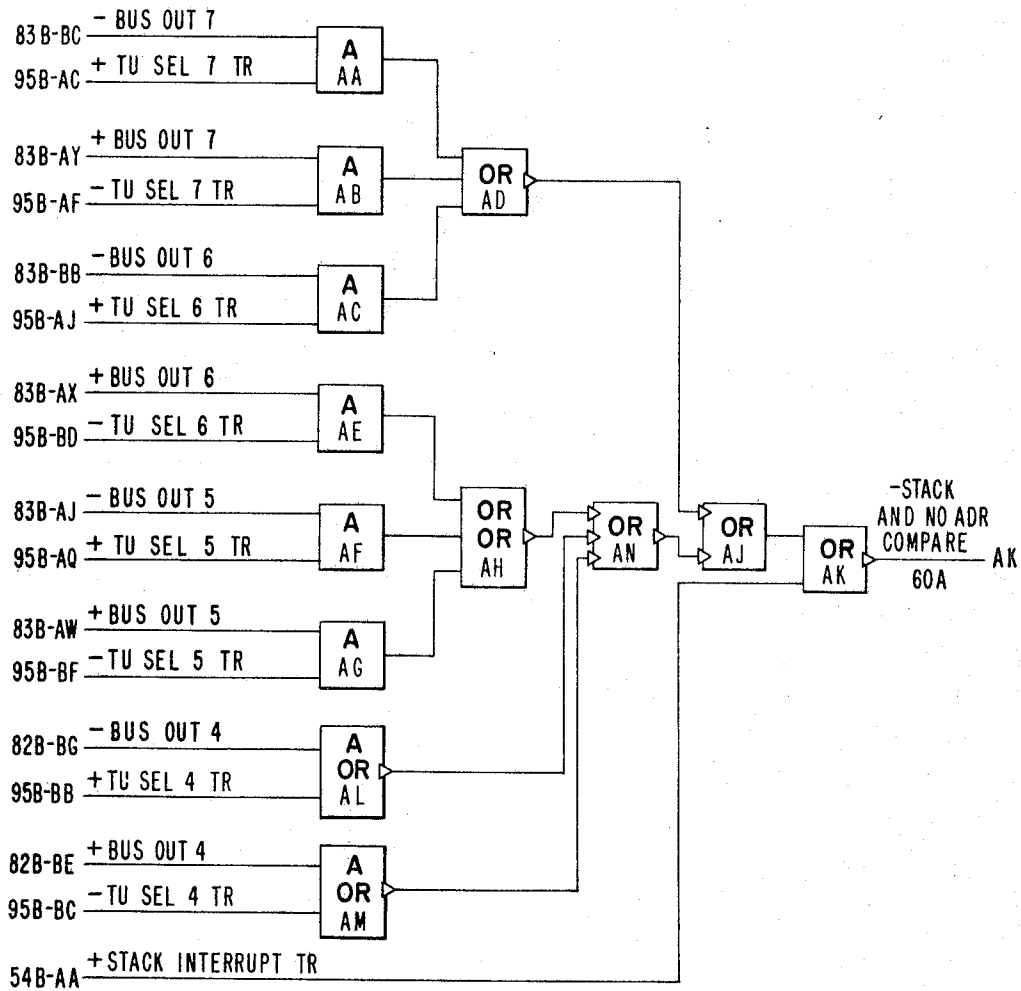 83B-BC - BUS OUT 7
95B-AC + TU SEL 7 TR
A
AA
83B-AY + BUS OUT 7
95B-AF - TU SEL 7 TR
A
AB
OR
AD
83B-BB - BUS OUT 6
95B-AJ + TU SEL 6 TR
A
AC
83B-AX + BUS OUT 6
95B-BD - TU SEL 6 TR
A
AE
83B-AJ - BUS OUT 5
95B-AQ + TU SEL 5 TR
A
AF
OR
OR
AH
OR
AN
OR
AJ
OR
AK
-STACK
AND NO ADR
COMPARE
60A
AK
83B-AW + BUS OUT 5
95B-BF - TU SEL 5 TR
A
AG
82B-BG - BUS OUT 4
95B-BB + TU SEL 4 TR
A
OR
AL
82B-BE + BUS OUT 4
95B-BC - TU SEL 4 TR
A
OR
AM
54B-AA + STACK INTERRUPT TR